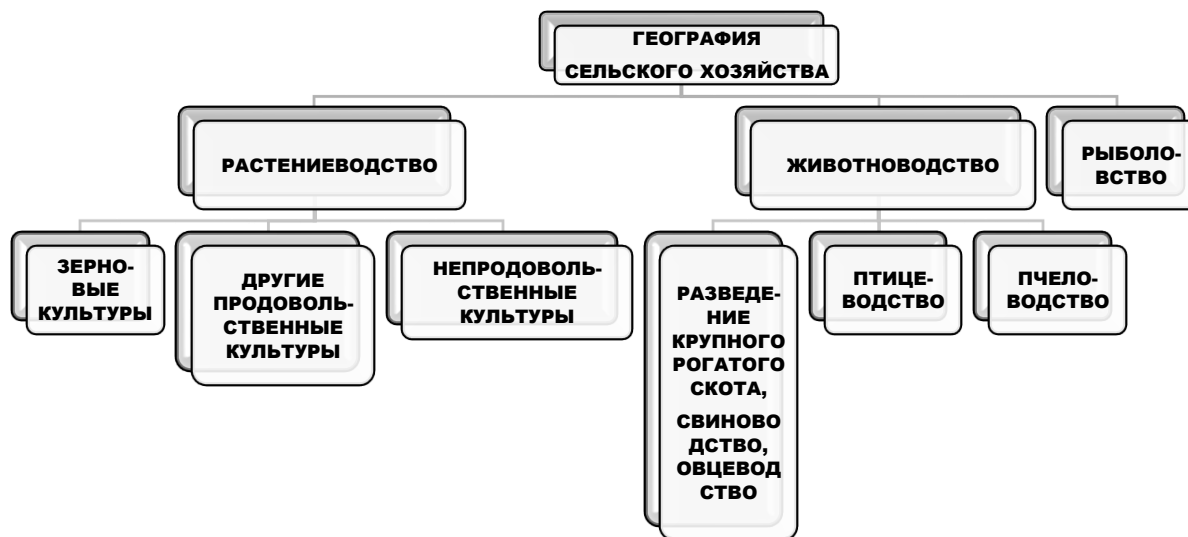 ГЕОГРАФИЯ
СЕЛЬСКОГО ХОЗЯЙСТВА
РАСТЕНИЕВОДСТВО
ЖИВОТНОВОДСТВО
РЫБОЛО-
ВСТВО
ЗЕРНО-
ВЫЕ
КУЛЬТУРЫ
ДРУГИЕ
ПРОДОВОЛЬ-
СТВЕННЫЕ
КУЛЬТУРЫ
НЕПРОДОВОЛЬ-
СТВЕННЫЕ
КУЛЬТУРЫ
РАЗВЕДЕ-
НИЕ
КРУПНОГО
РОГАТОГО
СКОТА,
СВИНОВО
ДСТВО,
ОВЦЕВОД
СТВО
ПТИЦЕ-
ВОДСТВО
ПЧЕЛО-
ВОДСТВО